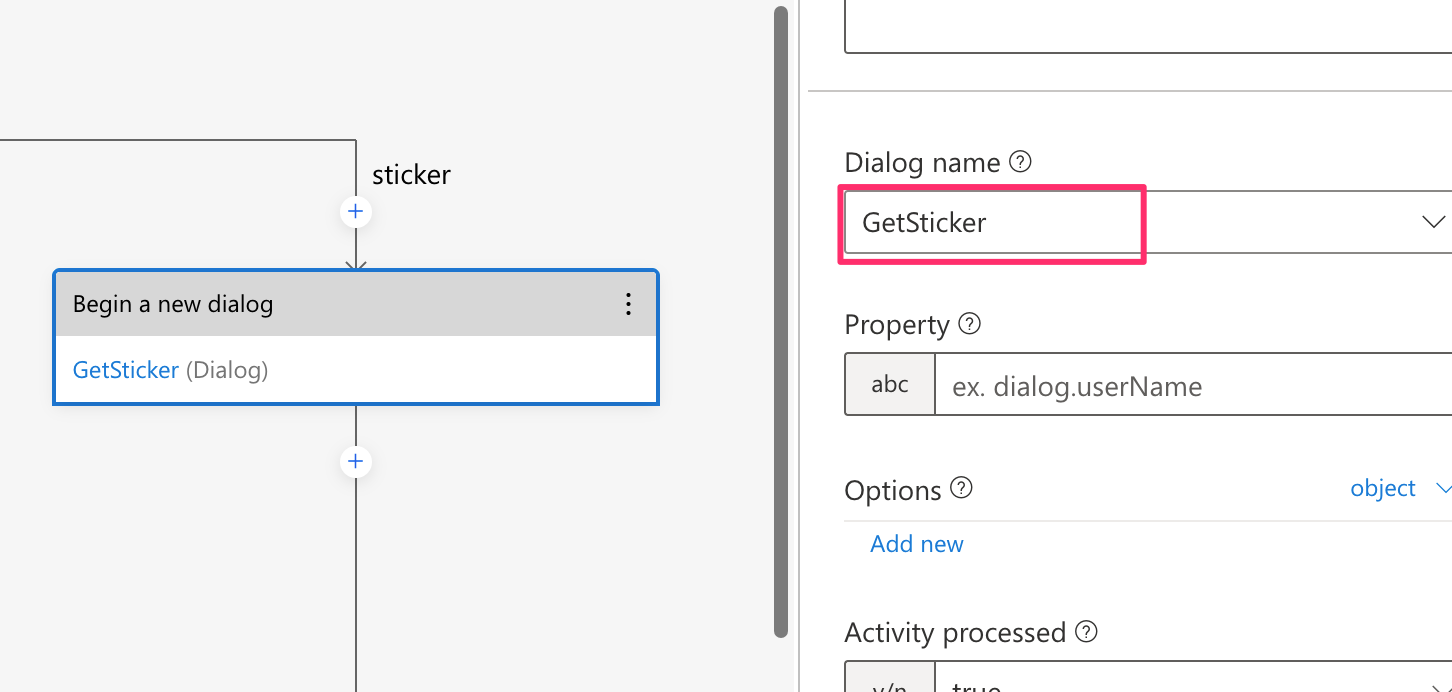 sticker
Begin a new dialog
GetSticker (Dialog)
Dialog name
GetSticker
Property
abc
ex. dialog.userName
Options
object
Add new
Activity processed
y/n
true